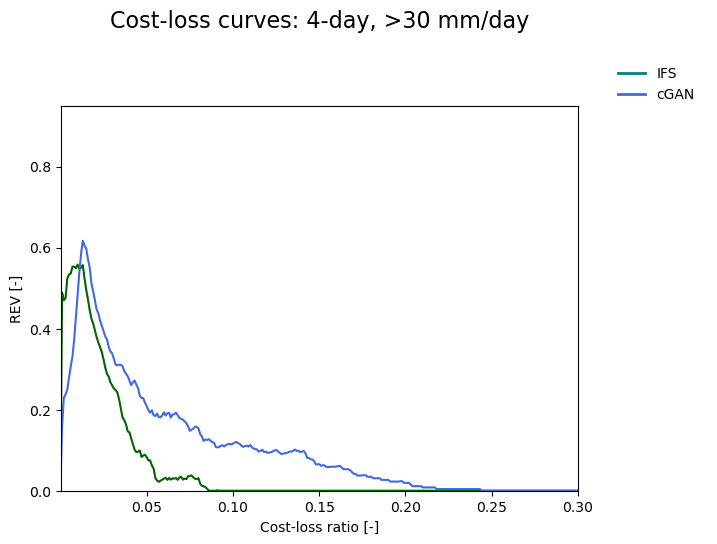 Cost-loss curves: 4-day, >30 mm/day
IFS
cGAN
0.8
0.6
0.4
0.2
0.0
REV [-]
0.05 0.10 0.15 0.20 0.25 0.30
Cost-loss ratio [-]